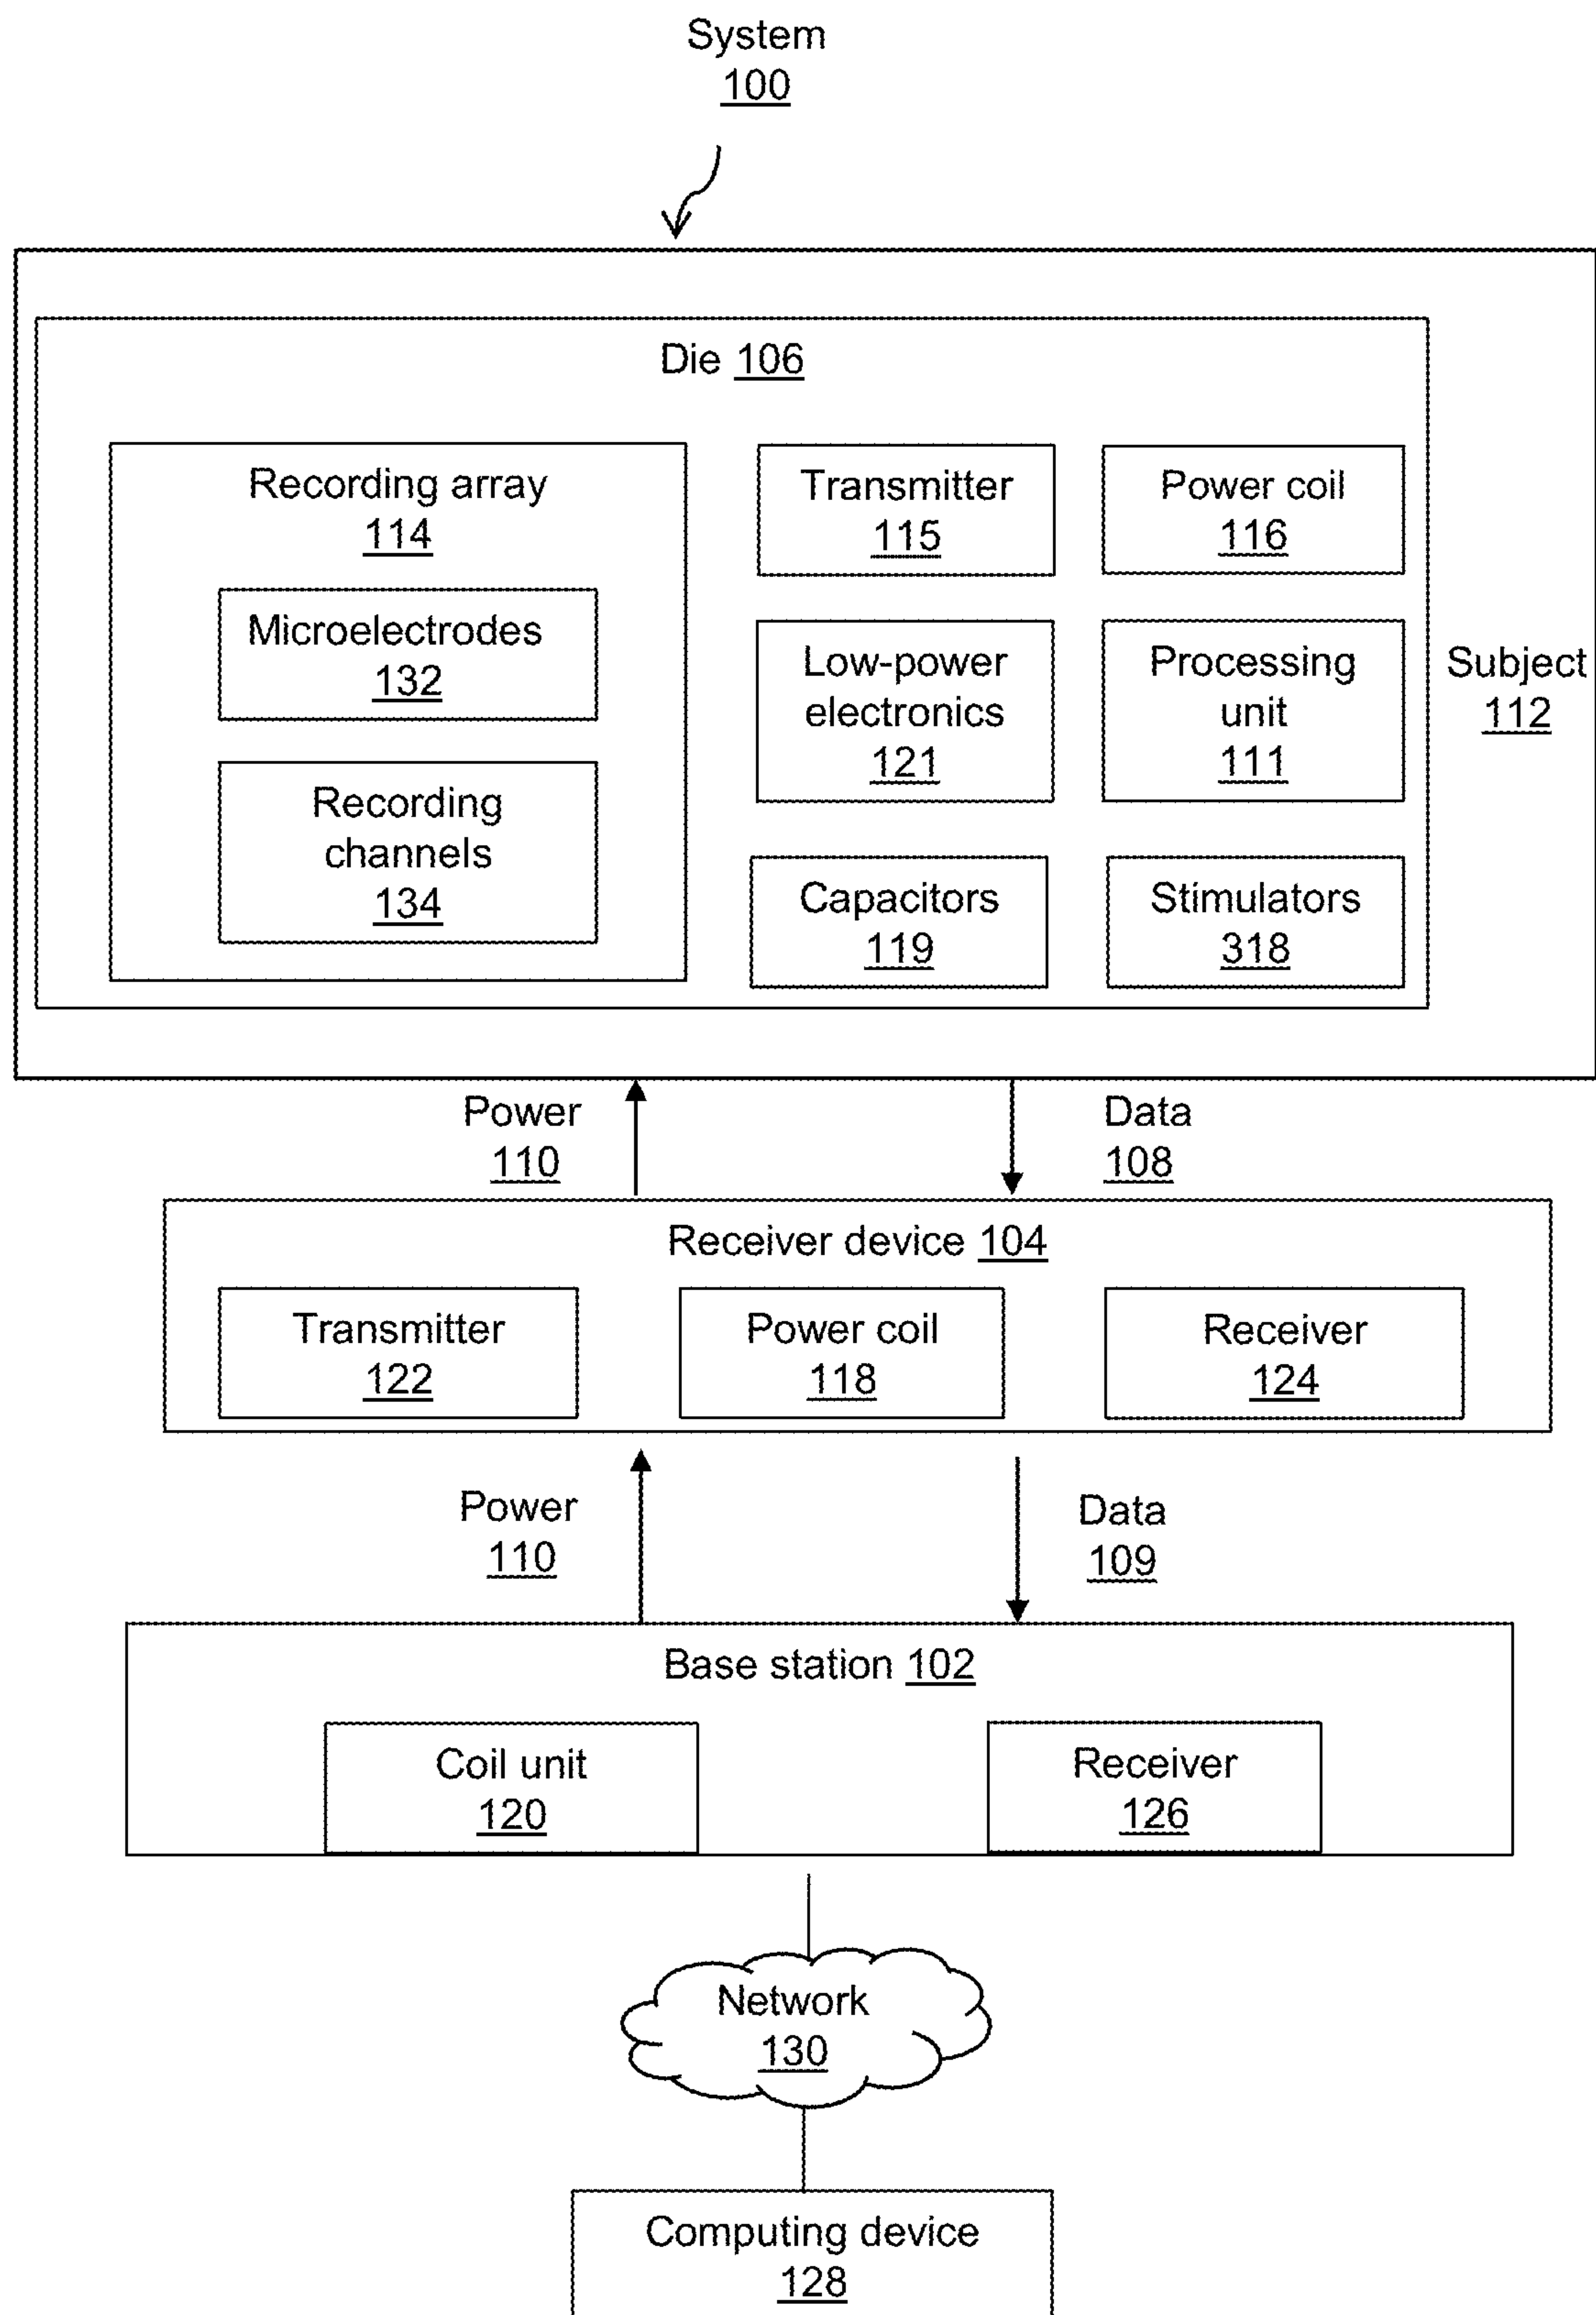 System
100
Die 106
Recording array
114
Microelectrodes
132
Recording
channels
134
Transmitter
115
Power coil
116
Low-power
electronics
121
Processing
unit
111
Capacitors
119
Stimulators
318
Subject
112
Power
110
Data
108
Receiver device 104
Transmitter
122
Power coil
118
Receiver
124
Power
110
Data
109
Base station 102
Coil unit
120
Receiver
126
Network
130
Computing device
128